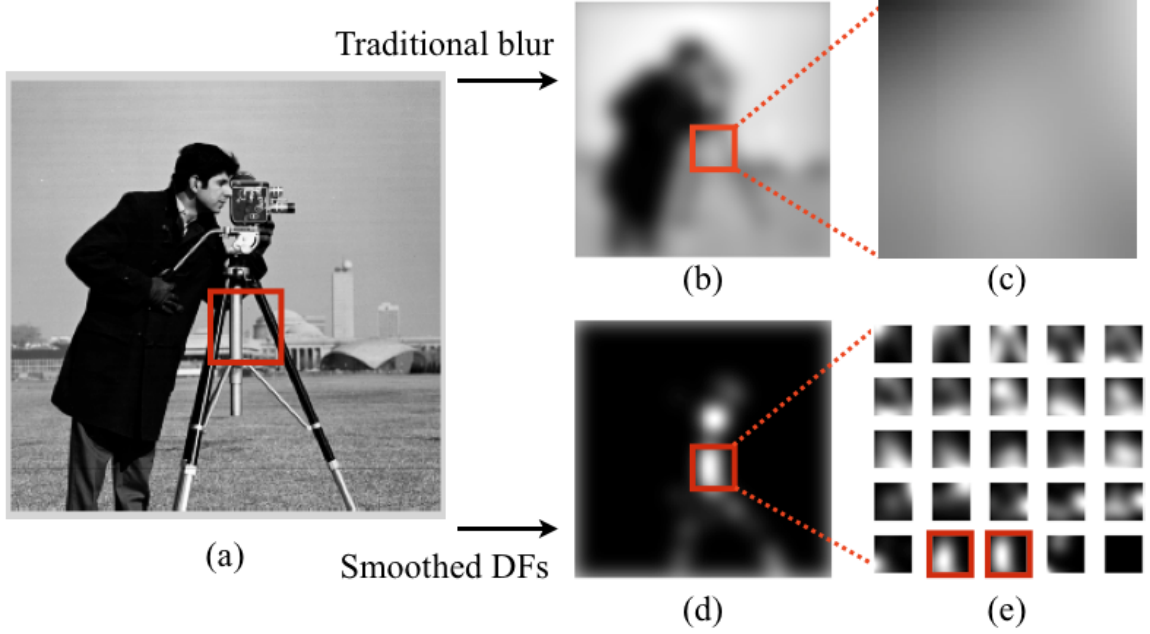 Traditional blur
(b)
(c)
(a)
Smoothed DFs
(d)
(e)